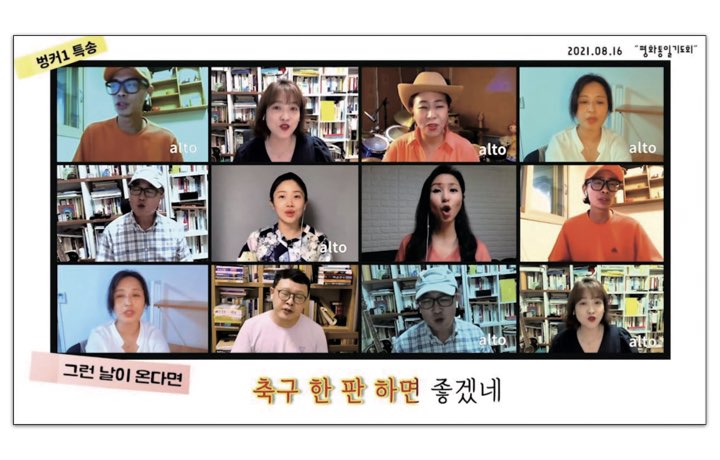 벙커1 특송
2021.08.16 "평화통일기도회"
alto
alto
alto
alto
alto
alto
그런 날이 온다면
축구 한 판 하면 좋겠네